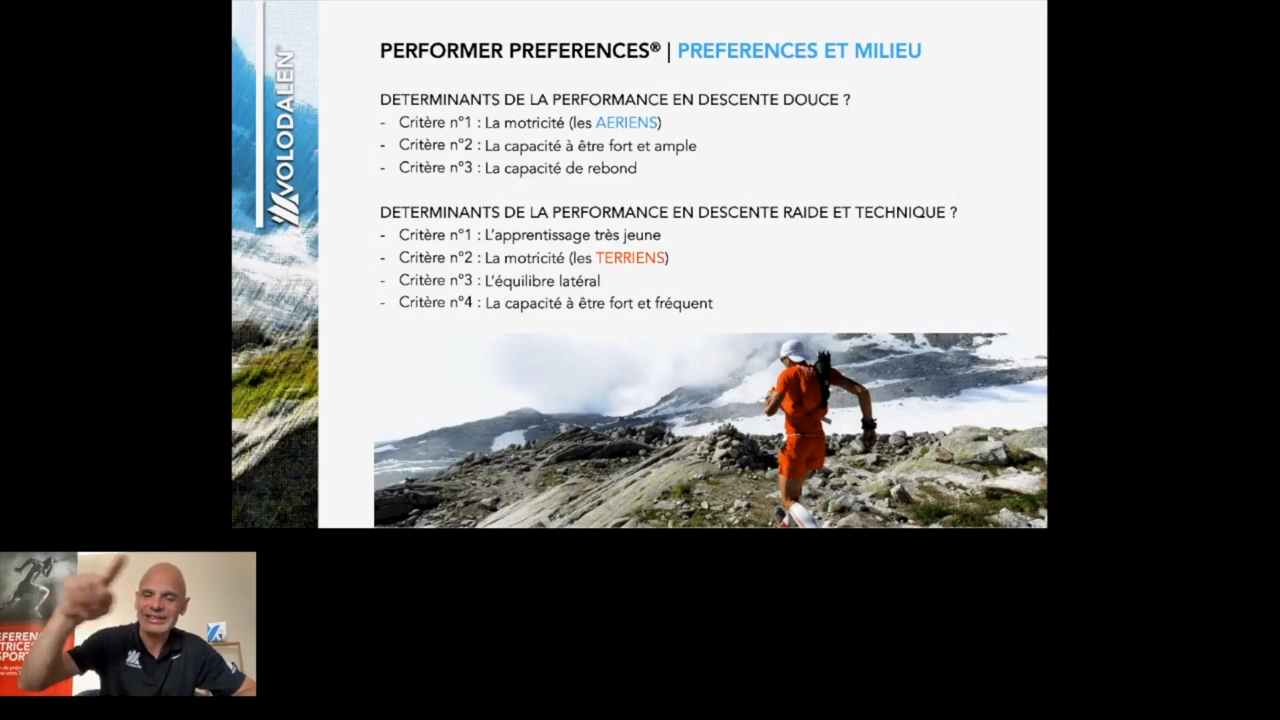 VOLODALEN
PERFORMER PREFERENCES® | PREFERENCES ET MILIEU
DETERMINANTS DE LA PERFORMANCE EN DESCENTE DOUCE ?
- Critère n°1 : La motricité (les AERIENS)
- Critère n°2 : La capacité à être fort et ample
- Critère n°3 : La capacité de rebond
DETERMINANTS DE LA PERFORMANCE EN DESCENTE RAIDE ET TECHNIQUE ?
- Critère n°1 : L'apprentissage très jeune
- Critère n°2 : La motricité (les TERRIENS)
- Critère n°3 : L'équilibre latéral
- Critère n°4 : La capacité à être fort et fréquent
EFEREN
TRICES
SPORT